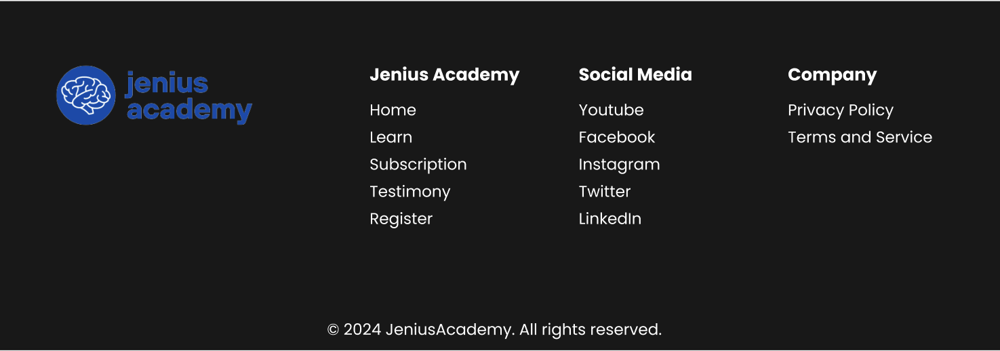 jenius
academy
Jenius Academy
Home
Learn
Subscription
Testimony
Register
Social Media
Youtube
Facebook
Instagram
Twitter
LinkedIn
Company
Privacy Policy
Terms and Service
© 2024 JeniusAcademy. All rights reserved.